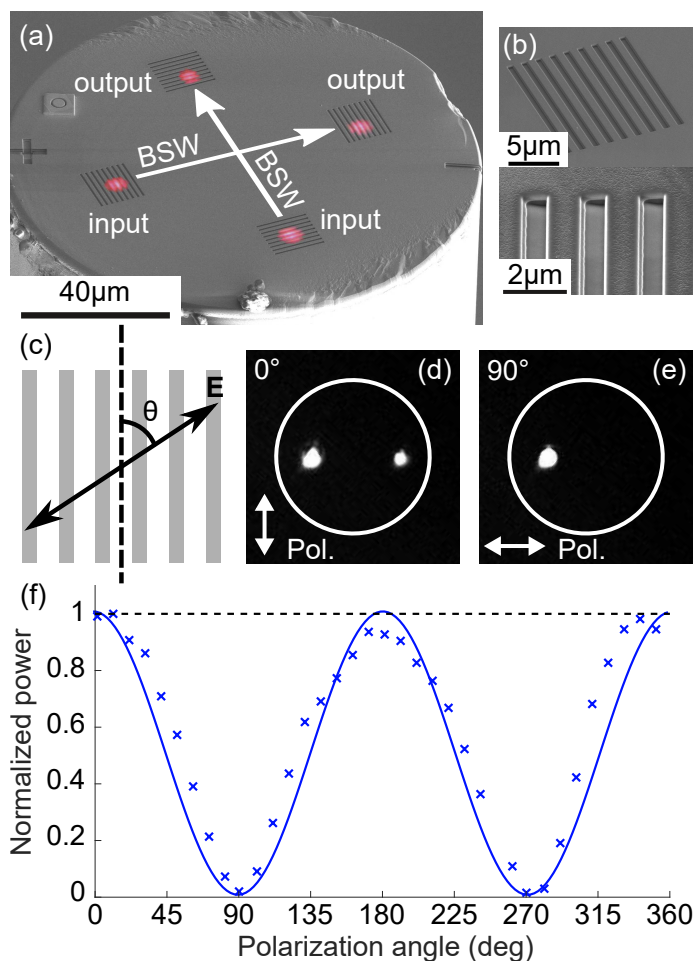 (a)
output
output
BSW
BSW
input
input
40µm
(b)
5µm
2µm
(c)
θ
E
0°
(d)
Pol.
90°
(e)
Pol.
(f)
1
0.8
0.6
0.4
0.2
0
0 45 90 135 180 225 270 315 360
Normalized power
Polarization angle (deg)